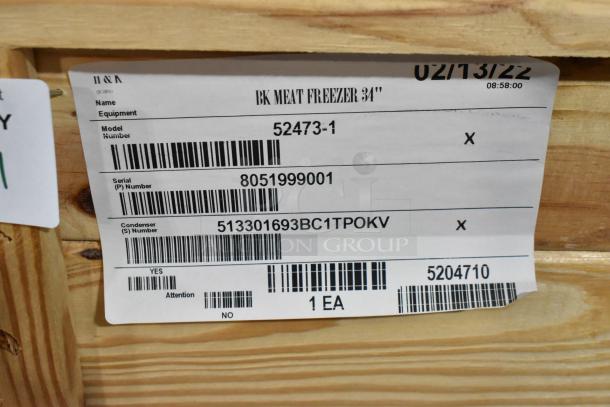 H & K
02/13/22
08:58:00
Name
BK MEAT FREEZER 34"
Equipment
Model
Number
52473-1
X
Serial
(P) Number
8051999001
Condenser
(S) Number
513301693BC1TPOKV
X
YES
Attention
NO
1 EA
5204710
Y
GROUP